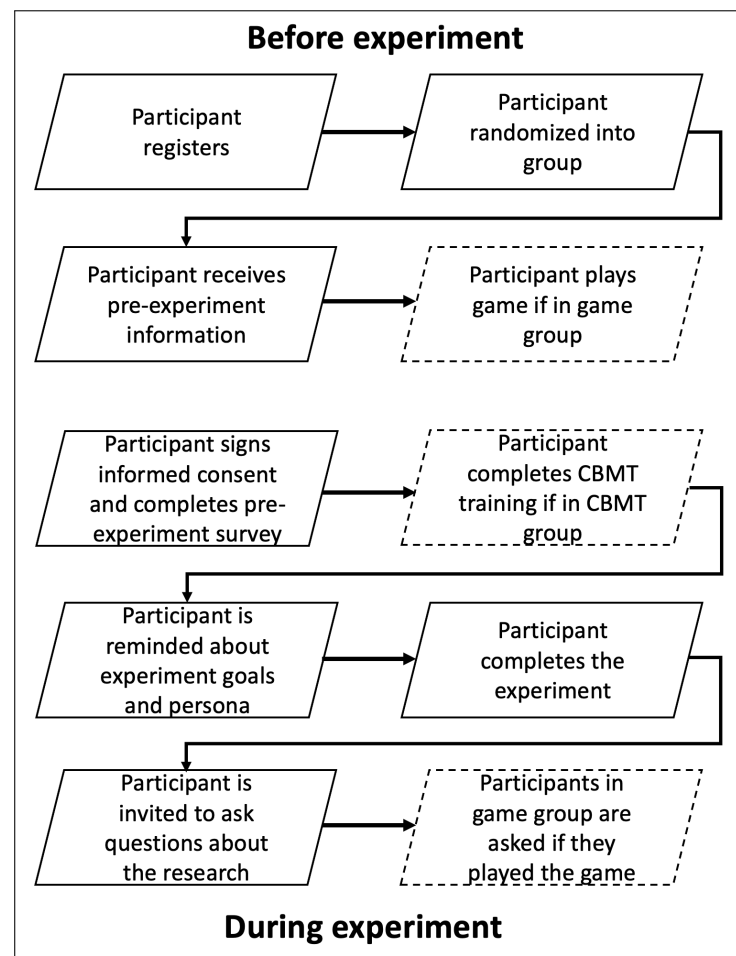 Before experiment
Participant
registers
Participant
randomized into
group
Participant receives
pre-experiment
information
Participant plays
game if in game
group
Participant signs
informed consent
and completes pre-
experiment survey
Participant
completes CBMT
training if in CBMT
group
Participant is
reminded about
experiment goals
and persona
Participant
completes the
experiment
Participant is
invited to ask
questions about
the research
Participants in
game group are
asked if they
played the game
During experiment